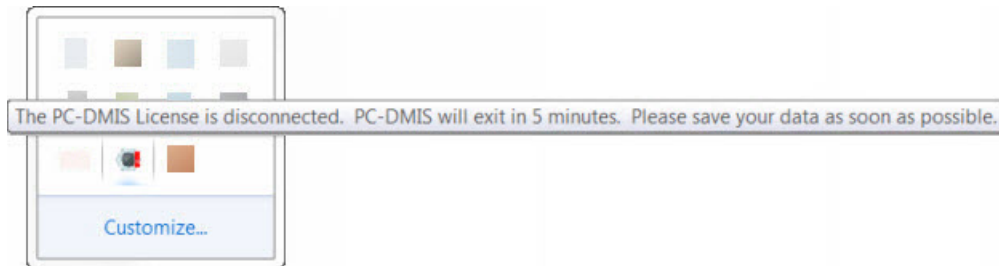 The PC-DMIS License is disconnected.  PC-DMIS will exit in 5 minutes.  Please save your data as soon as possible.
Customize...